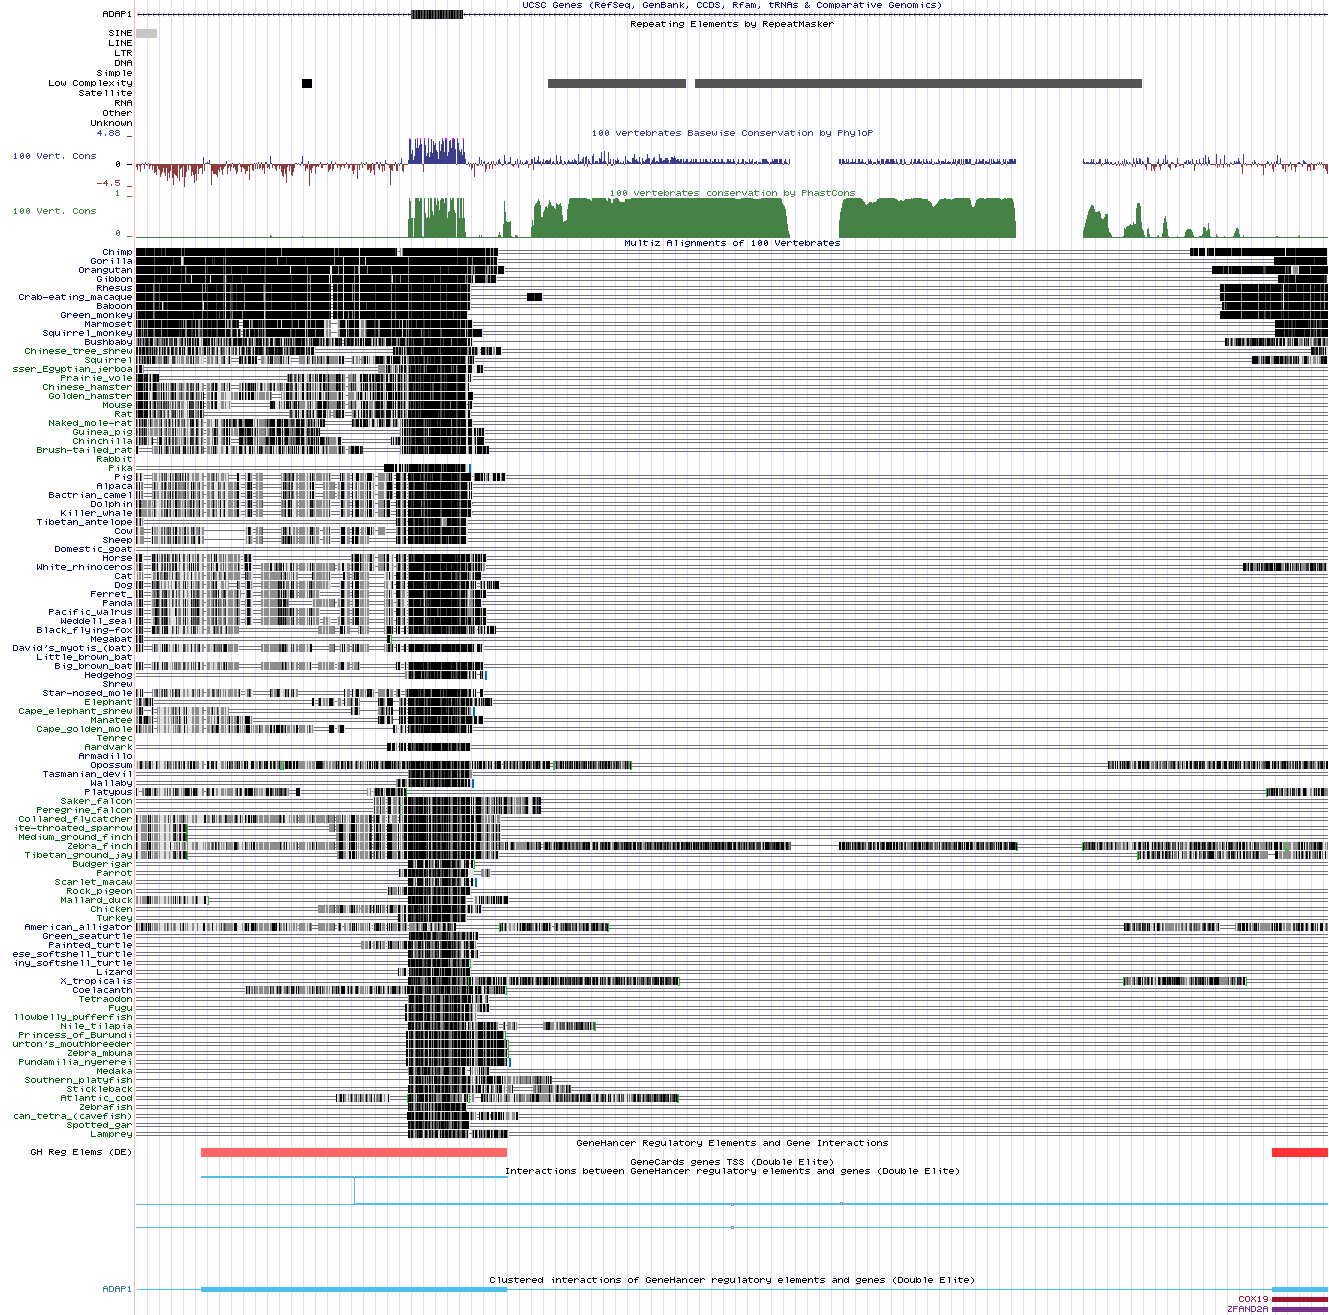 UCSC Genes (RefSeq, GenBank, CCDS, Rfam, tRNAs & Comparative Genomics)
ADAP1
Repeating Elements by RepeatMasker
SINE
LINE
LTR
DNA
Simple
Low Complexity
Satellite
RNA
Other
Unknown
4.88 _
100 vertebrates Basewise Conservation by PhyloP
100 Vert. Cons
0 _
-4.5 _
1 _
100 vertebrates conservation by PhastCons
100 Vert. Cons
0 _
Multiz Alignments of 100 Vertebrates
Chimp
Gorilla
Orangutan
Gibbon
Rhesus
Crab-eating_macaque
Baboon
Green_monkey
Marmoset
Squirrel_monkey
Bushbaby
Chinese_tree_shrew
Squirrel
sser_Egyptian_jerboa
Prairie_vole
Chinese_hamster
Golden_hamster
Mouse
Rat
Naked_mole-rat
Guinea_pig
Chinchilla
Brush-tailed_rat
Rabbit
Pika
Pig
Alpaca
Bactrian_camel
Dolphin
Killer_whale
Tibetan_antelope
Cow
Sheep
Domestic_goat
Horse
White_rhinoceros
Cat
Dog
Ferret_
Panda
Pacific_walrus
Weddell_seal
Black_flying-fox
Megabat
David's_myotis_(bat)
Little_brown_bat
Big_brown_bat
Hedgehog
Shrew
Star-nosed_mole
Elephant
Cape_elephant_shrew
Manatee
Cape_golden_mole
Tenrec
Aardvark
Armadillo
Opossum
Tasmanian_devil
Wallaby
Platypus
Saker_falcon
Peregrine_falcon
Collared_flycatcher
ite-throated_sparrow
Medium_ground_finch
Zebra_finch
Tibetan_ground_jay
Budgerigar
Parrot
Scarlet_macaw
Rock_pigeon
Mallard_duck
Chicken
Turkey
American_alligator
Green_seaturtle
Painted_turtle
ese_softshell_turtle
iny_softshell_turtle
Lizard
X_tropicalis
Coelacanth
Tetraodon
Fugu
llowbelly_pufferfish
Nile_tilapia
Princess_of_Burundi
urton's_mouthbreeder
Zebra_mbuna
Pundamilia_nyererei
Medaka
Southern_platyfish
Stickleback
Atlantic_cod
Zebrafish
can_tetra_(cavefish)
Spotted_gar
Lamprey
GeneHancer Regulatory Elements and Gene Interactions
GH Reg Elems (DE)
GeneCards genes TSS (Double Elite)
Interactions between GeneHancer regulatory elements and genes (Double Elite)
Clustered interactions of GeneHancer regulatory elements and genes (Double Elite)
ADAP1
COX19
ZFAND2A